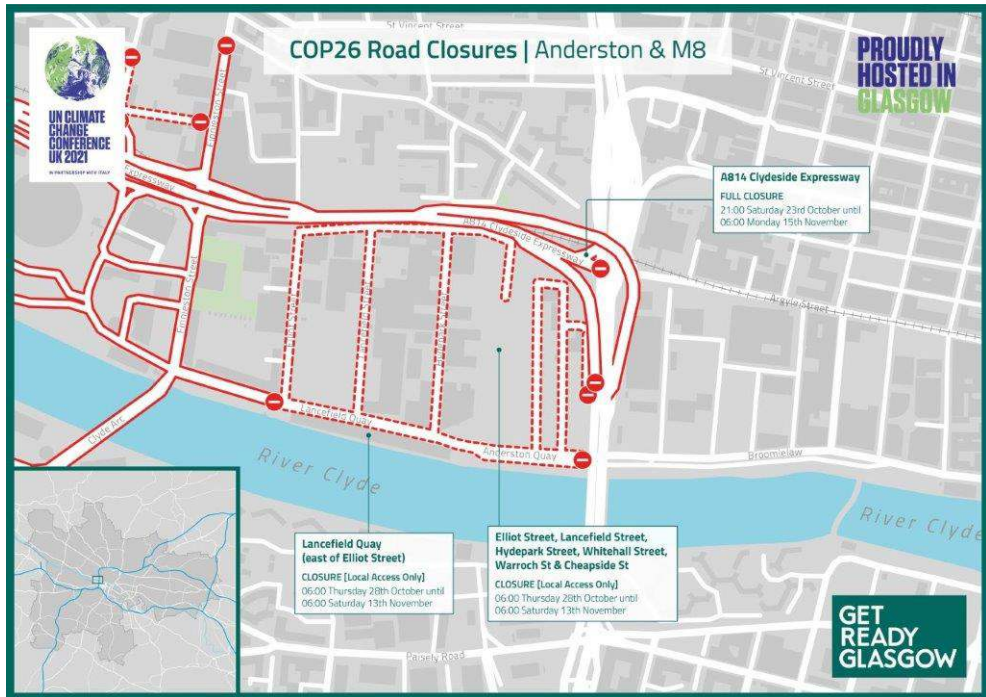 St Vincent Street
COP26 Road Closures | Anderston & M8
UN CLIMATE
CHANGE
CONFERENCE
UK 2021
IN PARTNERSHIP WITH ITALY
PROUDLY
HOSTED IN
GLASGOW
St Vincent Street
Finnieston Street
Expressway
A814 Clydeside Expressway
FULL CLOSURE
21:00 Saturday 23rd October until
06:00 Monday 15th November
A814 Clydeside Expressway
Argyle Street
Finnieston Street
Lancefield Quay
Anderston Quay
Broomielaw
Clyde Arc
River Clyde
River Clyde
Lancefield Quay
(east of Elliot Street)
CLOSURE [Local Access Only]
06:00 Thursday 28th October until
06:00 Saturday 13th November
Elliot Street, Lancefield Street,
Hydepark Street, Whitehall Street,
Warroch St & Cheapside St
CLOSURE [Local Access Only]
06:00 Thursday 28th October until
06:00 Saturday 13th November
Paisely Road
GET
READY
GLASGOW